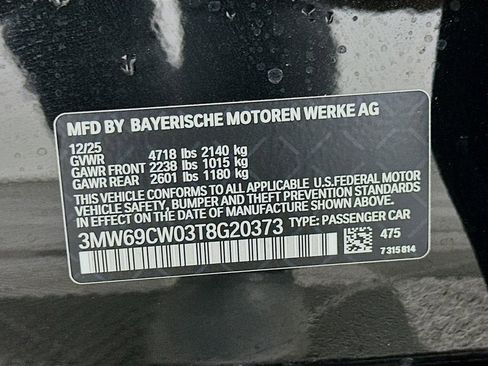 MFD BY BAYERISCHE MOTOREN WERKE AG
12/25
GVWR 4718 lbs 2140 kg
GAWR FRONT 2238 lbs 1015 kg
GAWR REAR 2601 lbs 1180 kg
THIS VEHICLE CONFORMS TO ALL APPLICABLE U.S.FEDERAL MOTOR
VEHICLE SAFETY, BUMPER, AND THEFT PREVENTION STANDARDS
IN EFFECT ON THE DATE OF MANUFACTURE SHOWN ABOVE.
3MW69CW03T8G20373 TYPE: PASSENGER CAR
475
7 315 814